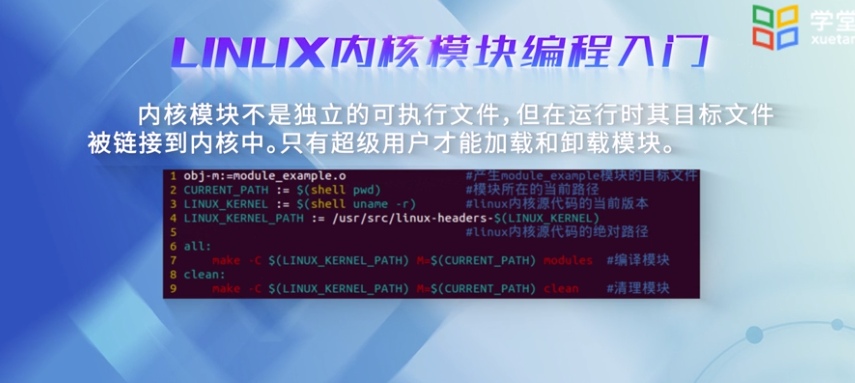 学堂
xuetan
LINUX内核模块编程入门
内核模块不是独立的可执行文件,但在运行时其目标文件
被链接到内核中。只有超级用户才能加载和卸载模块。
1 obj-m:=module_example.o #产生module_example模块的目标文件
2 CURRENT_PATH := $(shell pwd) #模块所在的当前路径
3 LINUX_KERNEL := $(shell uname -r) #linux内核源代码的当前版本
4 LINUX_KERNEL_PATH := /usr/src/linux-headers-$(LINUX_KERNEL)
5 #linux内核源代码的绝对路径
6 all:
7 make -C $(LINUX_KERNEL_PATH) M=$(CURRENT_PATH) modules #编译模块
8 clean:
9 make -C $(LINUX_KERNEL_PATH) M=$(CURRENT_PATH) clean #清理模块